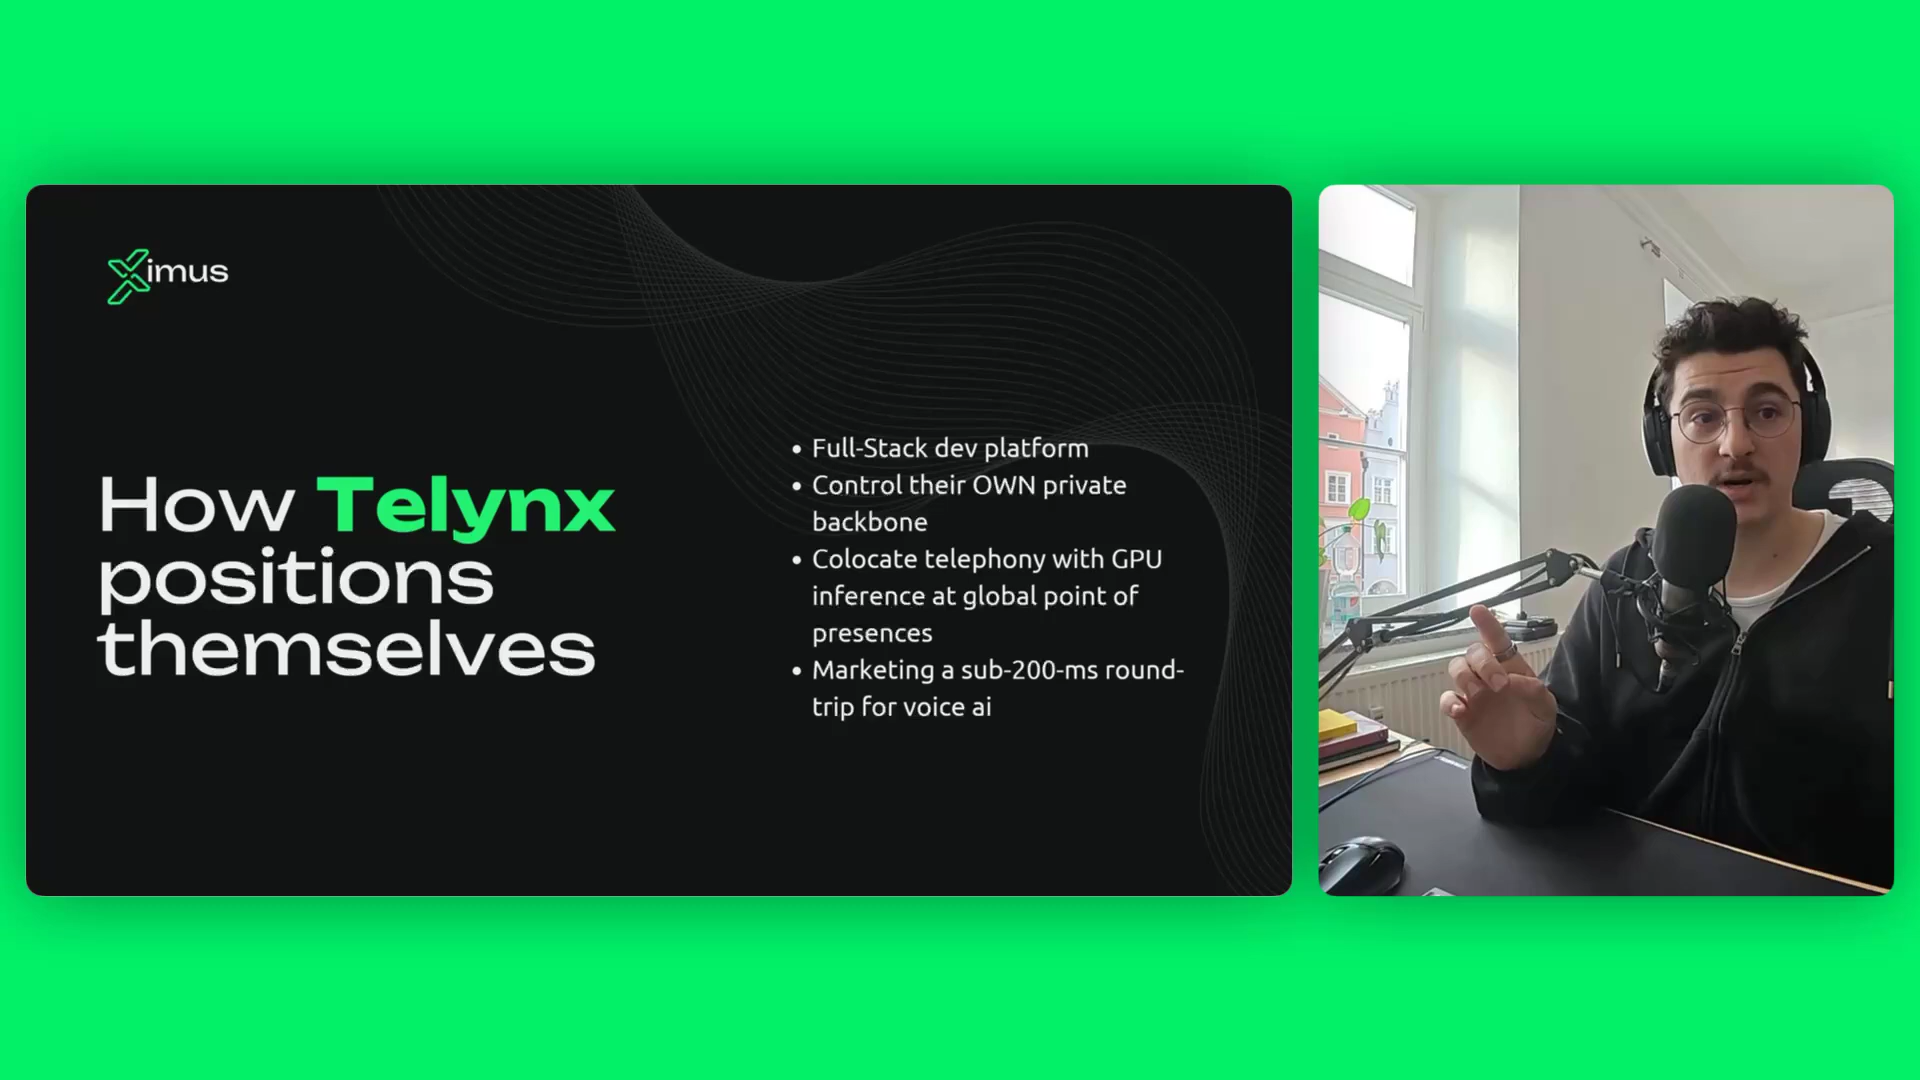 Ximus
How Telynx
positions
themselves
• Full-Stack dev platform
• Control their OWN private
backbone
• Colocate telephony with GPU
inference at global point of
presences
• Marketing a sub-200-ms round-
trip for voice ai